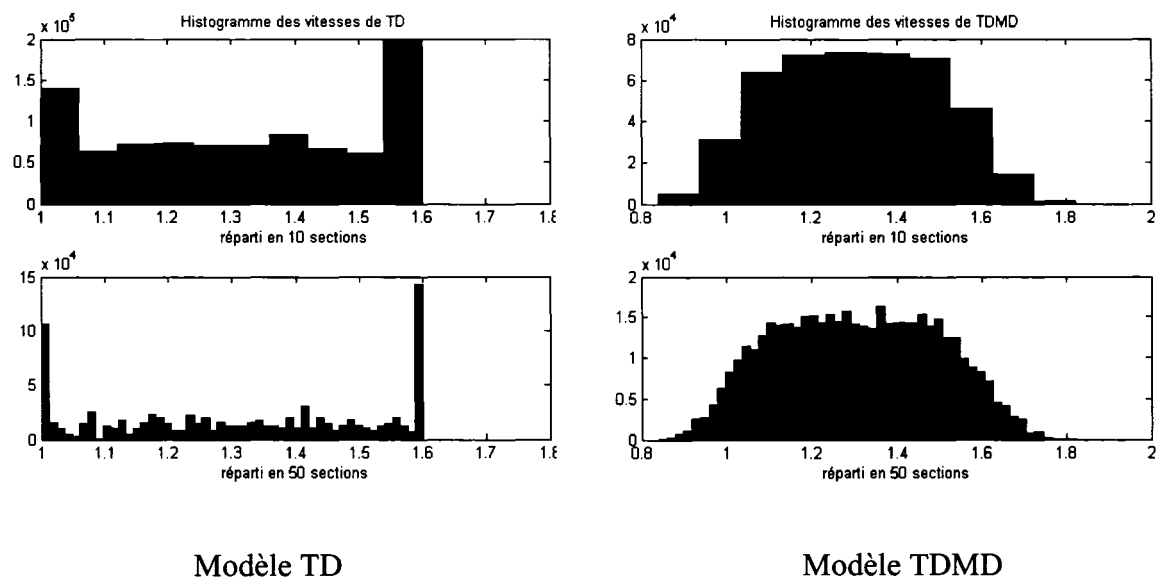 Histogramme des vitesses de TD
x 10^5
2
1.5
1
0.5
0
1 1.1 1.2 1.3 1.4 1.5 1.6 1.7 1.8
réparti en 10 sections
Histogramme des vitesses de TDMD
x 10^4
8
6
4
2
0
0.8 1 1.2 1.4 1.6 1.8 2
réparti en 10 sections
x 10^4
15
10
5
0
1 1.1 1.2 1.3 1.4 1.5 1.6 1.7 1.8
réparti en 50 sections
x 10^4
2
1.5
1
0.5
0
0.8 1 1.2 1.4 1.6 1.8 2
réparti en 50 sections
Modèle TD
Modèle TDMD